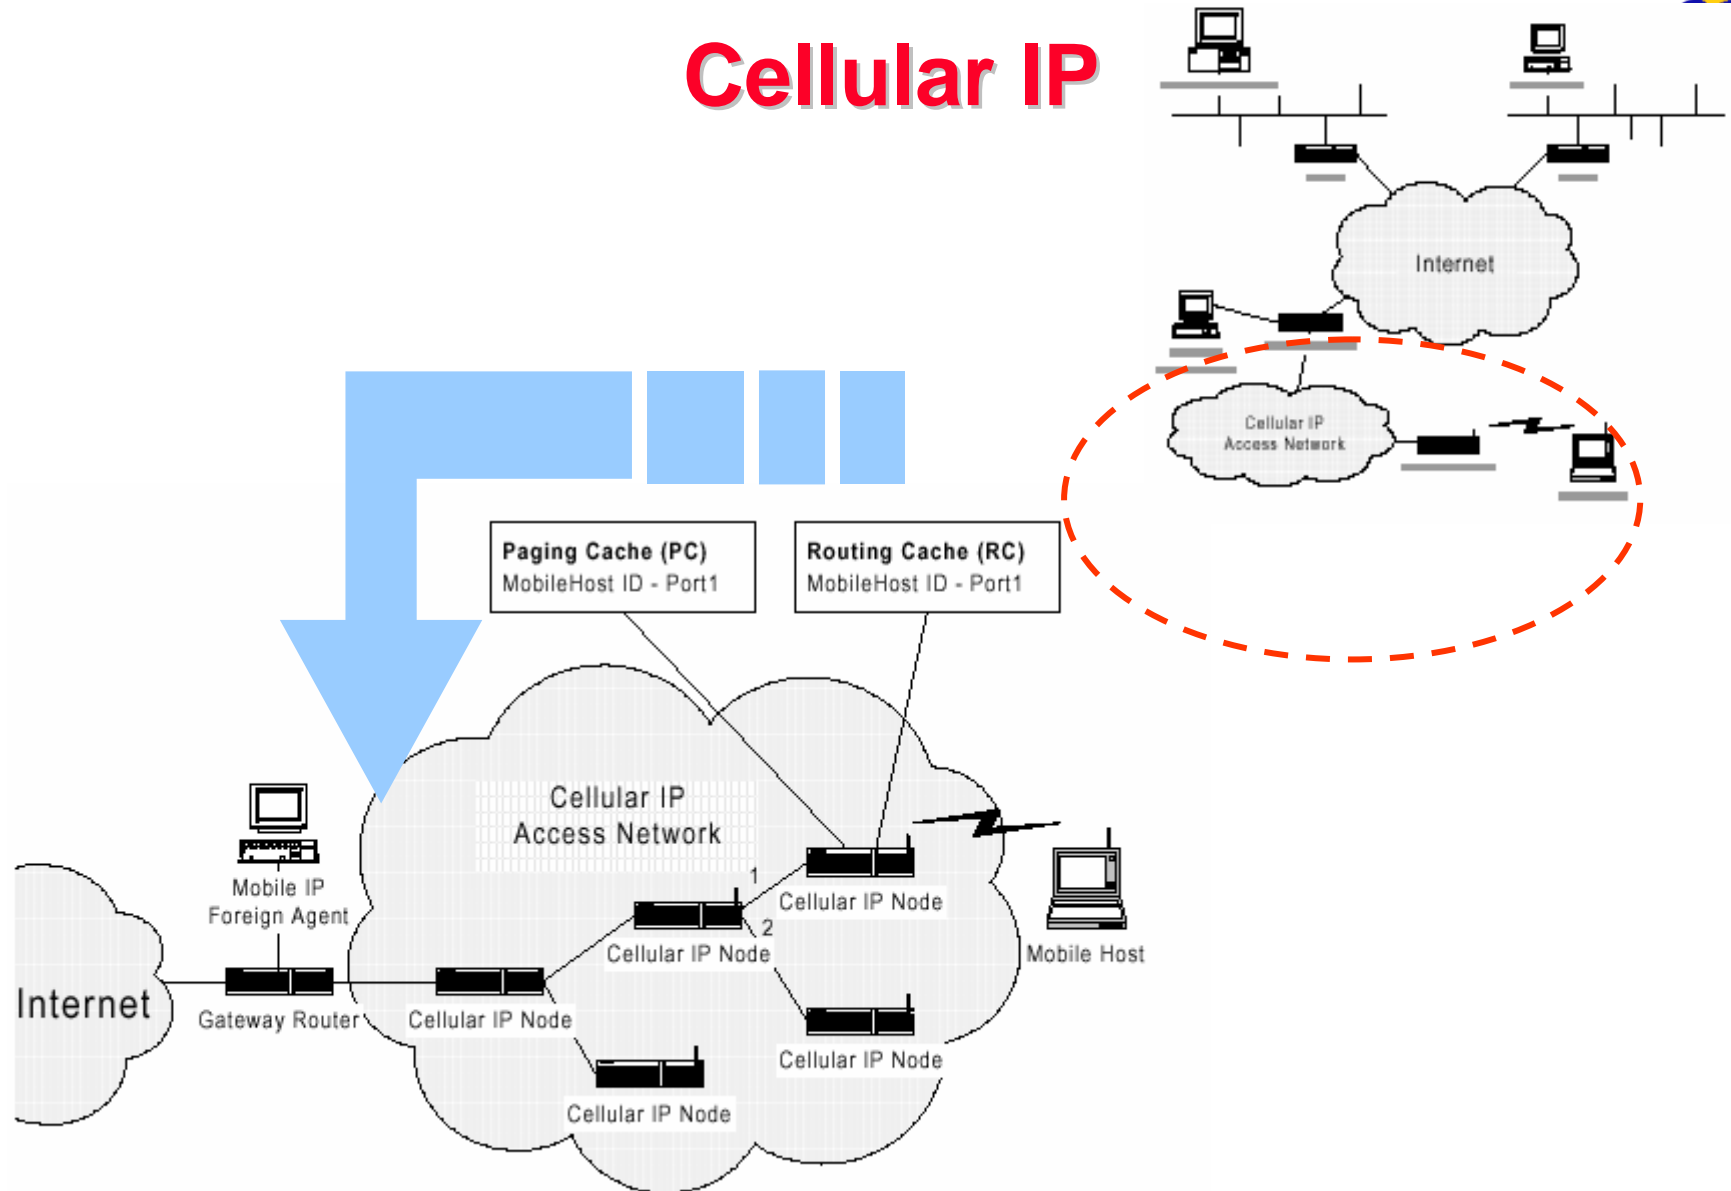 Cellular IP
Internet
Cellular IP
Access Network
Paging Cache (PC)
MobileHost ID - Port1
Routing Cache (RC)
MobileHost ID - Port1
Cellular IP
Access Network
Mobile IP
Foreign Agent
1
2
Cellular IP Node
Cellular IP Node
Mobile Host
Internet
Gateway Router
Cellular IP Node
Cellular IP Node
Cellular IP Node